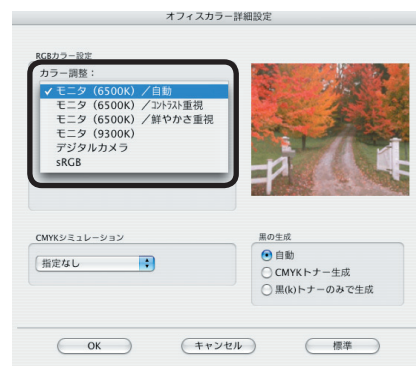 オフィスカラー詳細設定
RGBカラー設定
カラー調整：
✓ モニタ（6500K）／自動
モニタ（6500K）／コントラスト重視
モニタ（6500K）／鮮やかさ重視
モニタ（9300K）
デジタルカメラ
sRGB
CMYKシミュレーション
指定なし
黒の生成
自動
CMYKトナー生成
黒(k)トナーのみで生成
OK
キャンセル
標準